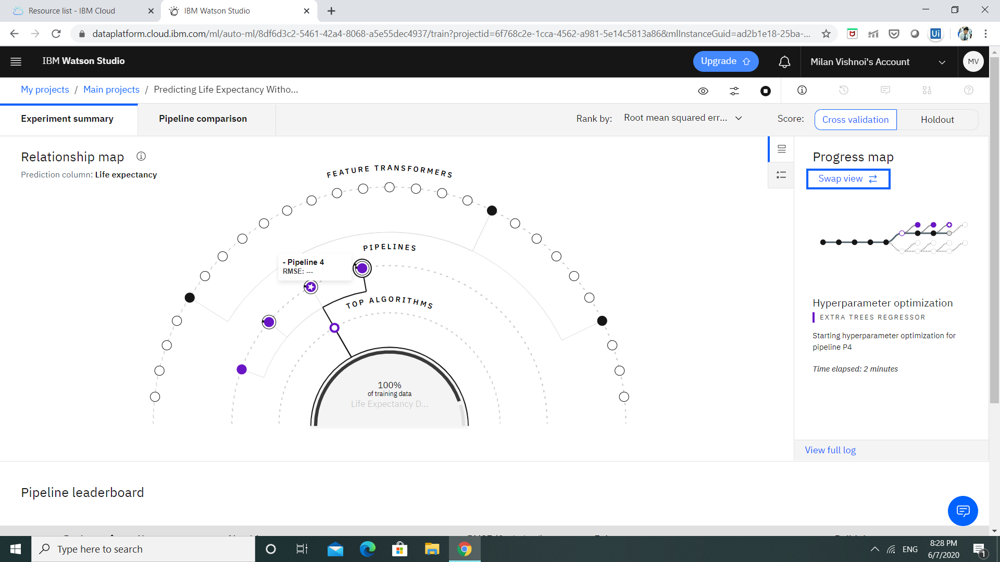 Resource list - IBM Cloud
IBM Watson Studio
dataplatform.cloud.ibm.com/ml/auto-ml/8df6d3c2-5461-42a4-8068-a5e55dec4937/train?projectid=6f768c2e-1cca-4562-a981-5e14c5813a86&mlInstanceGuid=ad2b1e18-25ba-...
Ui
IBM Watson Studio
Upgrade
Milan Vishnoi's Account
MV
My projects / Main projects / Predicting Life Expectancy Witho...
Experiment summary
Pipeline comparison
Rank by: Root mean squared err...
Score: Cross validation Holdout
Relationship map
Prediction column: Life expectancy
FEATURE TRANSFORMERS
PIPELINES
- Pipeline 4
RMSE: ---
TOP ALGORITHMS
100%
of training data
Life Expectancy D...
Progress map
Swap view
Hyperparameter optimization
EXTRA TREES REGRESSOR
Starting hyperparameter optimization for
pipeline P4
Time elapsed: 2 minutes
View full log
Pipeline leaderboard
Type here to search
ENG
8:28 PM
6/7/2020
1